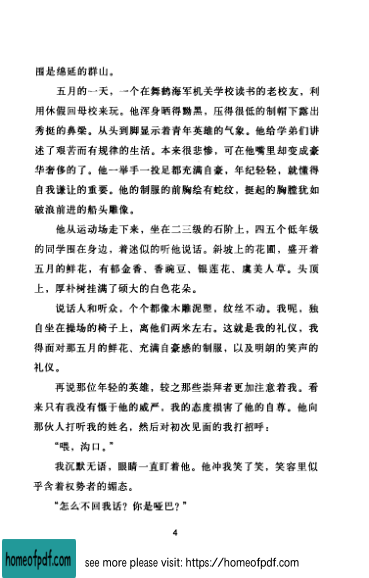 围是绵延的群山。
五月的一天，一个在舞鹤海军机关学校读书的老校友，利
用休假回母校来玩。他浑身晒得黝黑，压得很低的制帽下露出
秀挺的鼻梁。从头到脚显示着青年英雄的气象。他给学弟们讲
述了艰苦而有规律的生活。本来很悲惨，可在他嘴里却变成豪
华奢侈的了。他一举手一投足都充满自豪，年纪轻轻，就懂得
自我谦让的重要。他的制服的前胸绘有蛇纹，挺起的胸膛犹如
破浪前进的船头雕像。
他从运动场走下来，坐在二三级的石阶上，四五个低年级
的同学围在身边，着迷似的听他说话。斜坡上的花圃，盛开着
五月的鲜花，有郁金香、香豌豆、银莲花、虞美人草。头顶
上，厚朴树挂满了硕大的白色花朵。
说话人和听众，个个都像木雕泥塑，纹丝不动。我呢，独
自坐在操场的椅子上，离他们两米左右。这就是我的礼仪，我
得面对那五月的鲜花、充满自豪感的制服，以及明朗的笑声的
礼仪。
再说那位年轻的英雄，较之那些崇拜者更加注意着我。看
来只有我没有慑于他的威严，我的态度损害了他的自尊。他向
那伙人打听我的姓名，然后对初次见面的我打招呼：
“喂，沟口。”
我沉默无语，眼睛一直盯着他。他冲我笑了笑，笑容里似
乎含着权势者的媚态。
“怎么不回我话？你是哑巴？”
4
homeofpdf.com
see more please visit: https://homeofpdf.com